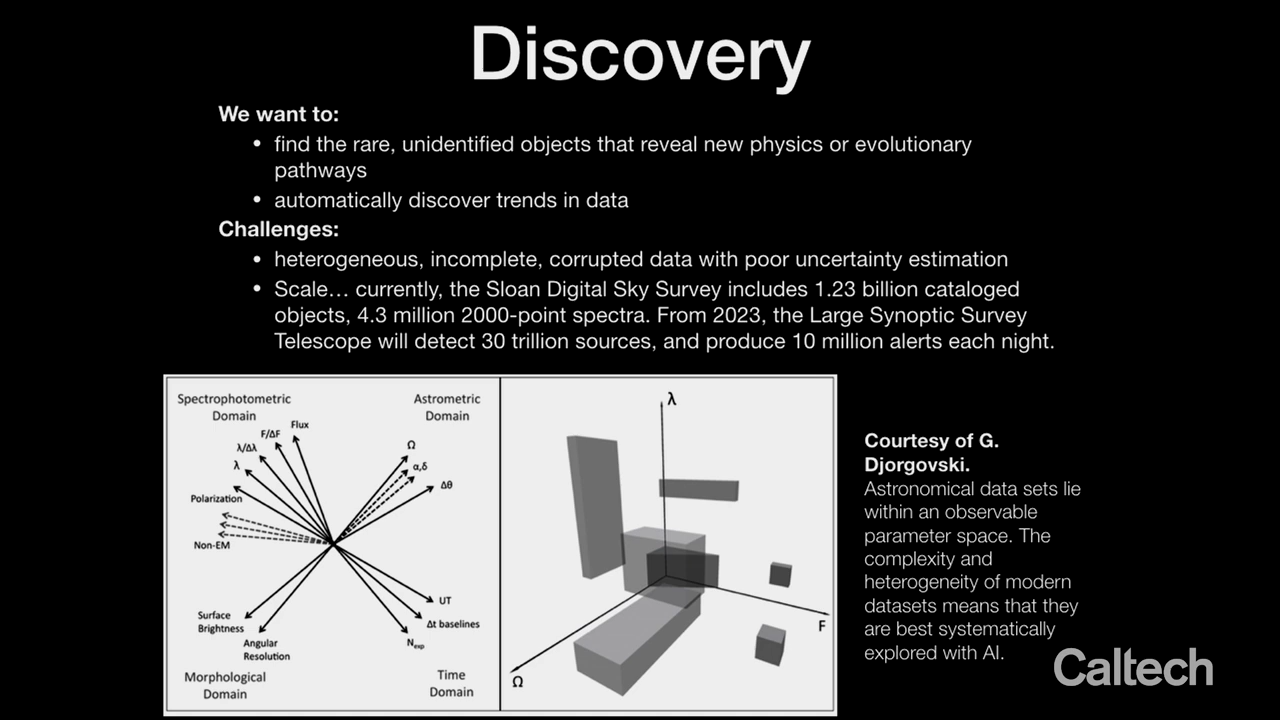 Discovery
We want to:
• find the rare, unidentified objects that reveal new physics or evolutionary
pathways
• automatically discover trends in data
Challenges:
• heterogeneous, incomplete, corrupted data with poor uncertainty estimation
• Scale… currently, the Sloan Digital Sky Survey includes 1.23 billion cataloged
objects, 4.3 million 2000-point spectra. From 2023, the Large Synoptic Survey
Telescope will detect 30 trillion sources, and produce 10 million alerts each night.
Spectrophotometric
Domain
Flux
F/ΔF
λ/Δλ
λ
Polarization
Non-EM
Astrometric
Domain
Ω
α,δ
Δθ
Surface
Brightness
Angular
Resolution
Morphological
Domain
UT
Δt baselines
Nexp
Time
Domain
λ
F
Ω
Courtesy of G.
Djorgovski.
Astronomical data sets lie
within an observable
parameter space. The
complexity and
heterogeneity of modern
datasets means that they
are best systematically
explored with AI.
Caltech